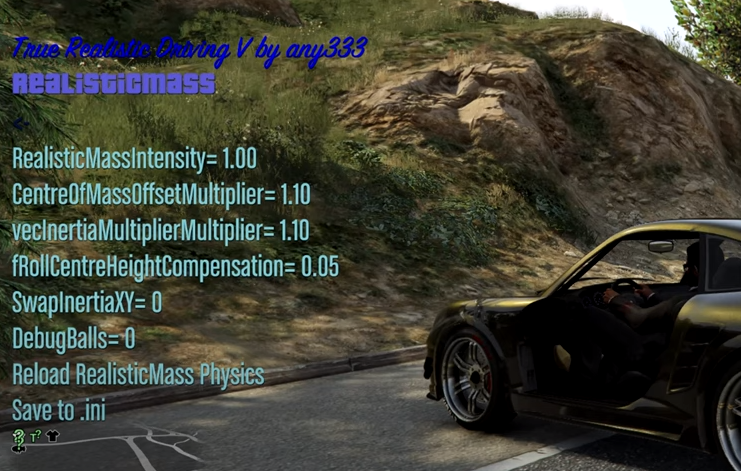 True Realistic Driving V by any333
RealisticMass
<
RealisticMassIntensity= 1.00
CentreOfMassOffsetMultiplier= 1.10
vecInertiaMultiplierMultiplier= 1.10
fRollCentreHeightCompensation= 0.05
SwapInertiaXY= 0
DebugBalls= 0
Reload RealisticMass Physics
Save to .ini